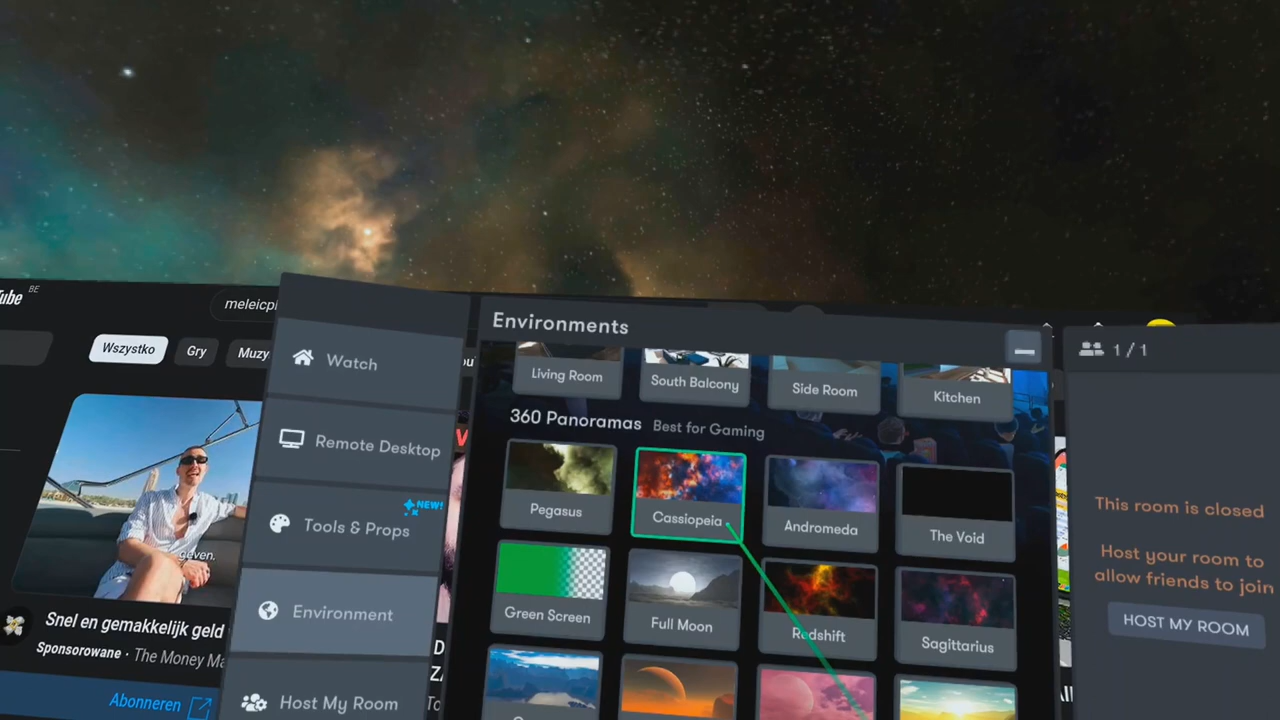 BE
meleicpi
Wszystko
Gry
Muzy
geven.
Snel en gemakkelijk geld
Sponsorowane · The Money Ma
Abonneren
Watch
Remote Desktop
NEW!
Tools & Props
Environment
Host My Room
Environments
Living Room
South Balcony
Side Room
Kitchen
360 Panoramas Best for Gaming
Pegasus
Cassiopeia
Andromeda
The Void
Green Screen
Full Moon
Redshift
Sagittarius
1 / 1
This room is closed
Host your room to
allow friends to join
HOST MY ROOM